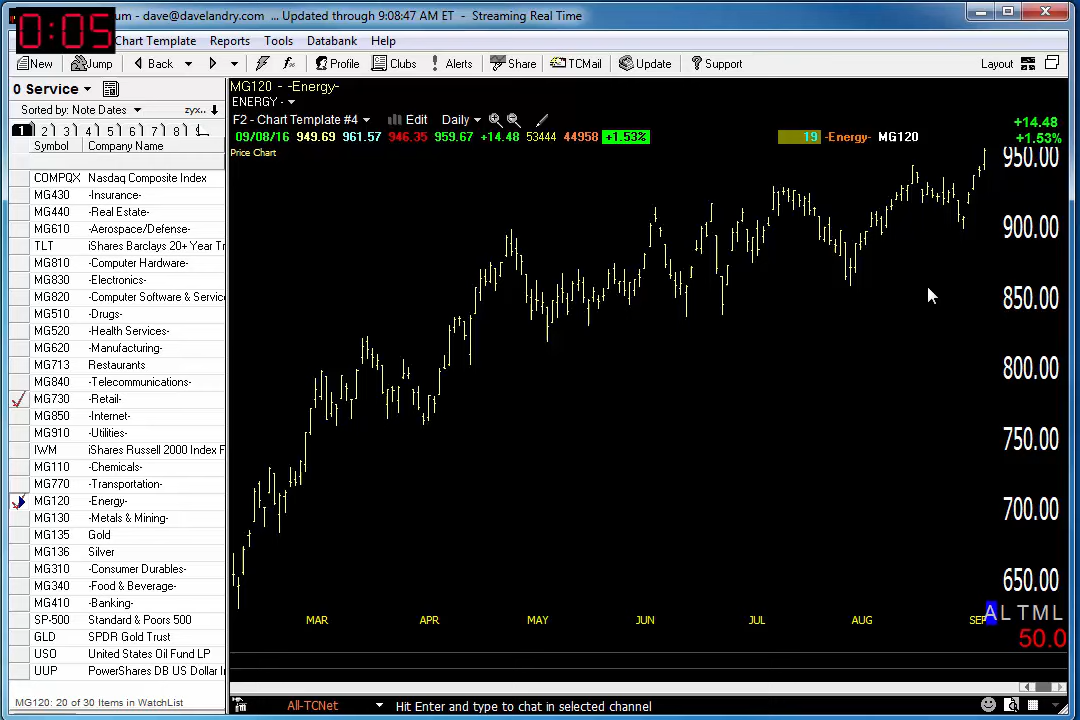 um - dave@davelandry.com ... Updated through 9:08:47 AM ET - Streaming Real Time
0:05
Chart Template Reports Tools Databank Help
New Jump Back Profile Clubs Alerts Share TCMail Update Support Layout
0 Service
Sorted by: Note Dates zyx..
1 2 3 4 5 6 7 8
Symbol Company Name
COMPQX Nasdaq Composite Index
MG430 -Insurance-
MG440 -Real Estate-
MG610 -Aerospace/Defense-
TLT iShares Barclays 20+ Year Tr
MG810 -Computer Hardware-
MG830 -Electronics-
MG820 -Computer Software & Service
MG510 -Drugs-
MG520 -Health Services-
MG620 -Manufacturing-
MG713 Restaurants
MG840 -Telecommunications-
MG730 -Retail-
MG850 -Internet-
MG910 -Utilities-
IWM iShares Russell 2000 Index F
MG110 -Chemicals-
MG770 -Transportation-
MG120 -Energy-
MG130 -Metals & Mining-
MG135 Gold
MG136 Silver
MG310 -Consumer Durables-
MG340 -Food & Beverage-
MG410 -Banking-
SP-500 Standard & Poors 500
GLD SPDR Gold Trust
USO United States Oil Fund LP
UUP PowerShares DB US Dollar I
MG120: 20 of 30 Items in WatchList
MG120 - -Energy-
ENERGY -
F2 - Chart Template #4 Edit Daily
09/08/16 949.69 961.57 946.35 959.67 +14.48 53444 44958 +1.53% 19 -Energy- MG120
+14.48
+1.53%
Price Chart
950.00
900.00
850.00
800.00
750.00
700.00
650.00
MAR APR MAY JUN JUL AUG SEP
A L T M L
50.0
All-TCNet Hit Enter and type to chat in selected channel